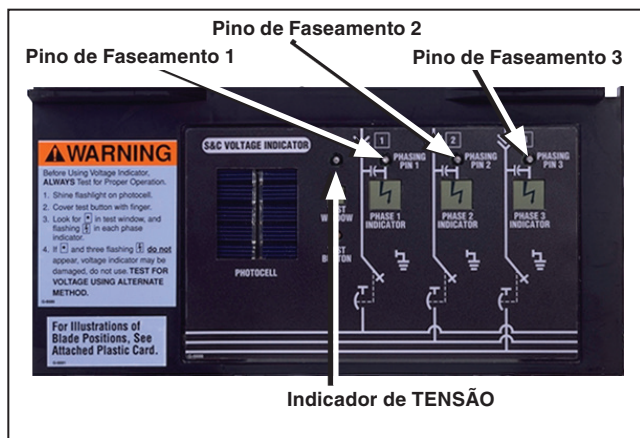 Pino de Faseamento 2
Pino de Faseamento 1
Pino de Faseamento 3
WARNING
Before Using Voltage Indicator,
ALWAYS Test for Proper Operation.
1. Shine flashlight on photocell.
2. Cover test button with finger.
3. Look for in test window, and
flashing in each phase
indicator.
4. If and three flashing do not
appear, voltage indicator may
be damaged, do not use. TEST FOR
VOLTAGE USING ALTERNATE
METHOD.
For Illustrations of
Blade Positions, See
Attached Plastic Card.
S&C VOLTAGE INDICATOR
PHOTOCELL
WINDOW
1
PHASING
PIN 1
PHASE 1
INDICATOR
2
PHASING
PIN 2
PHASE 2
INDICATOR
PHASING
PIN 3
PHASE 3
INDICATOR
Indicador de TENSÃO